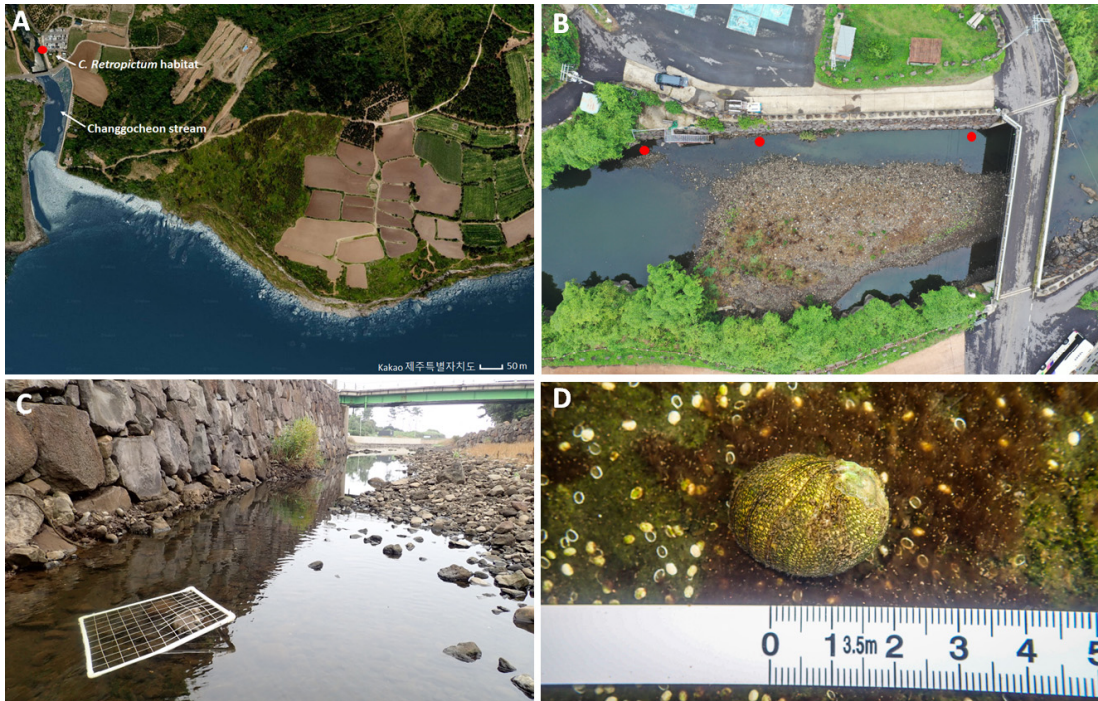 A
C. Retropictum habitat
Changgocheon stream
Kakao 제주특별자치도 50 m
B
C
D
0 1 3.5m 2 3 4 5